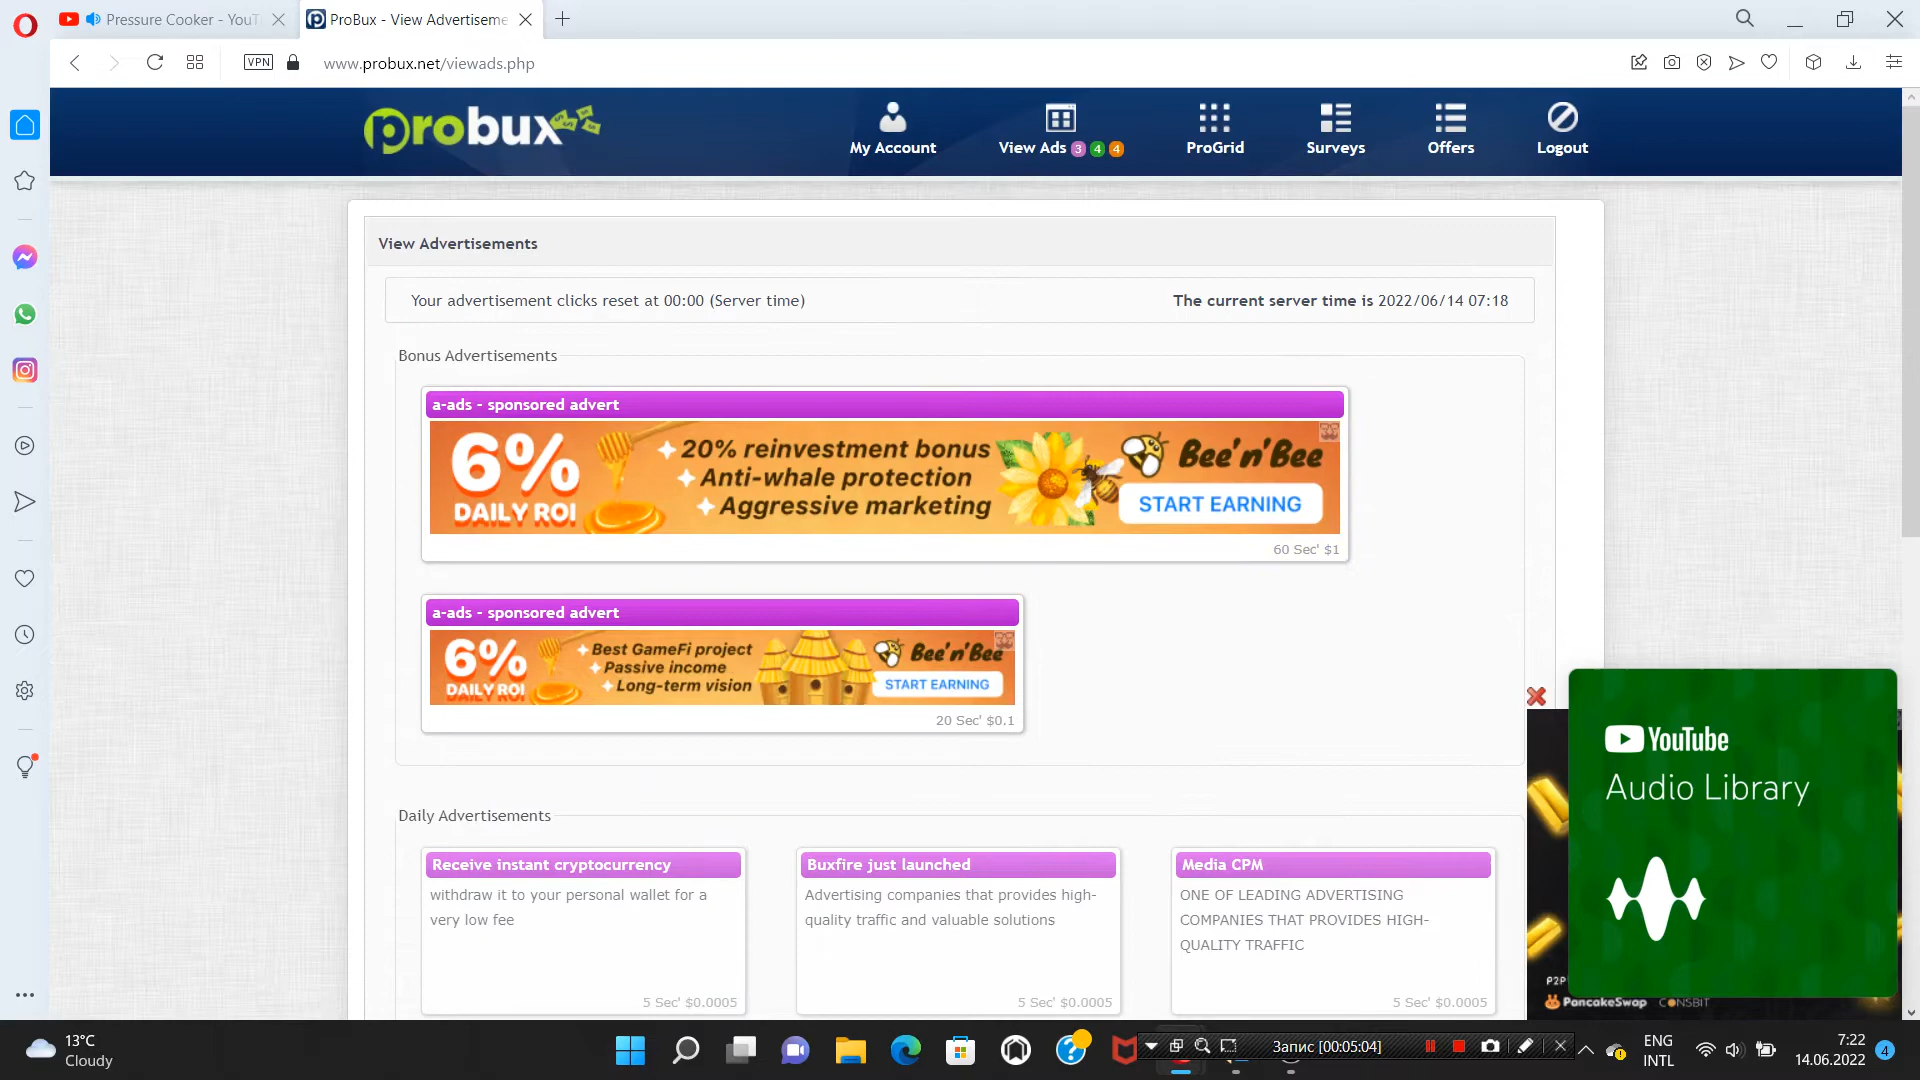 Pressure Cooker - YouT
ProBux - View Advertiseme
VPN
www.probux.net/viewads.php
probux
My Account
View Ads 3 4 4
ProGrid
Surveys
Offers
Logout
View Advertisements
Your advertisement clicks reset at 00:00 (Server time)
The current server time is 2022/06/14 07:18
Bonus Advertisements
a-ads - sponsored advert
6%
DAILY ROI
20% reinvestment bonus
Anti-whale protection
Aggressive marketing
Bee'n'Bee
START EARNING
60 Sec' $1
a-ads - sponsored advert
6%
DAILY ROI
Best GameFi project
Passive income
Long-term vision
Bee'n'Bee
START EARNING
20 Sec' $0.1
YouTube
Audio Library
P2P
PancakeSwap
Daily Advertisements
Receive instant cryptocurrency
withdraw it to your personal wallet for a
very low fee
5 Sec' $0.0005
Buxfire just launched
Advertising companies that provides high-
quality traffic and valuable solutions
5 Sec' $0.0005
Media CPM
ONE OF LEADING ADVERTISING
COMPANIES THAT PROVIDES HIGH-
QUALITY TRAFFIC
5 Sec' $0.0005
13°C
Cloudy
Запис [00:05:04]
ENG
INTL
7:22
14.06.2022
4